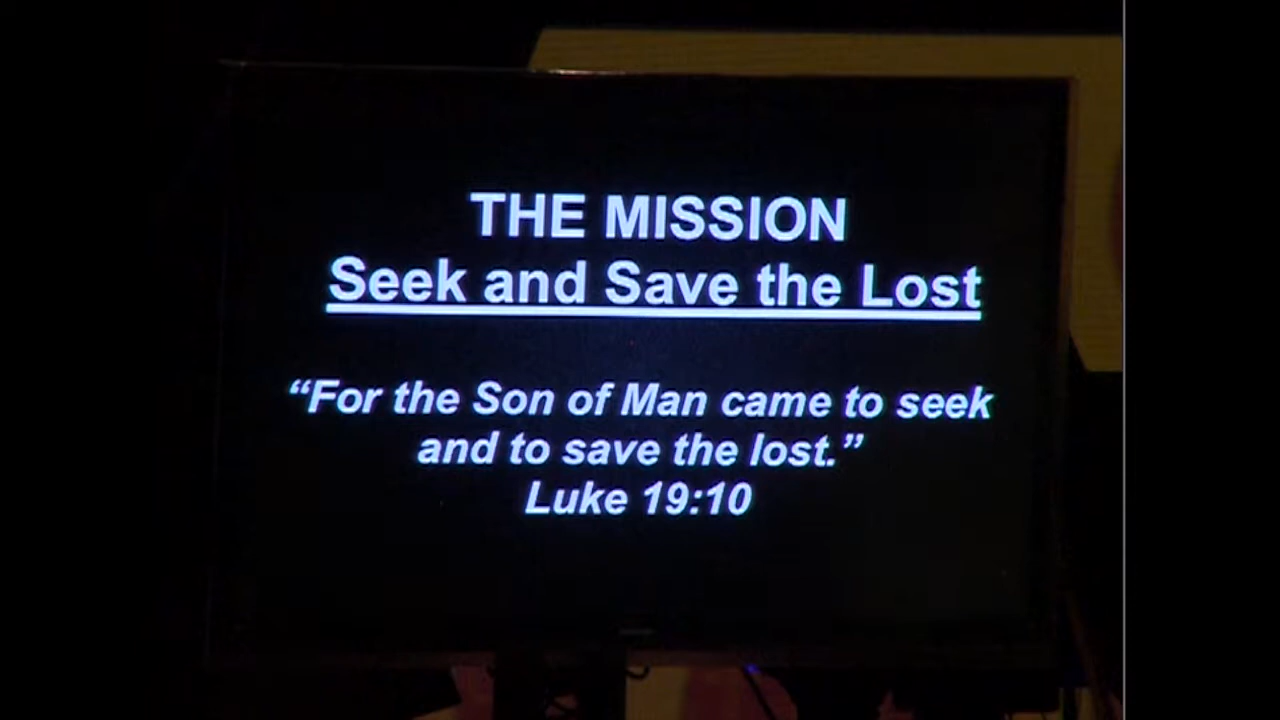 THE MISSION
Seek and Save the Lost
“For the Son of Man came to seek
and to save the lost.”
Luke 19:10